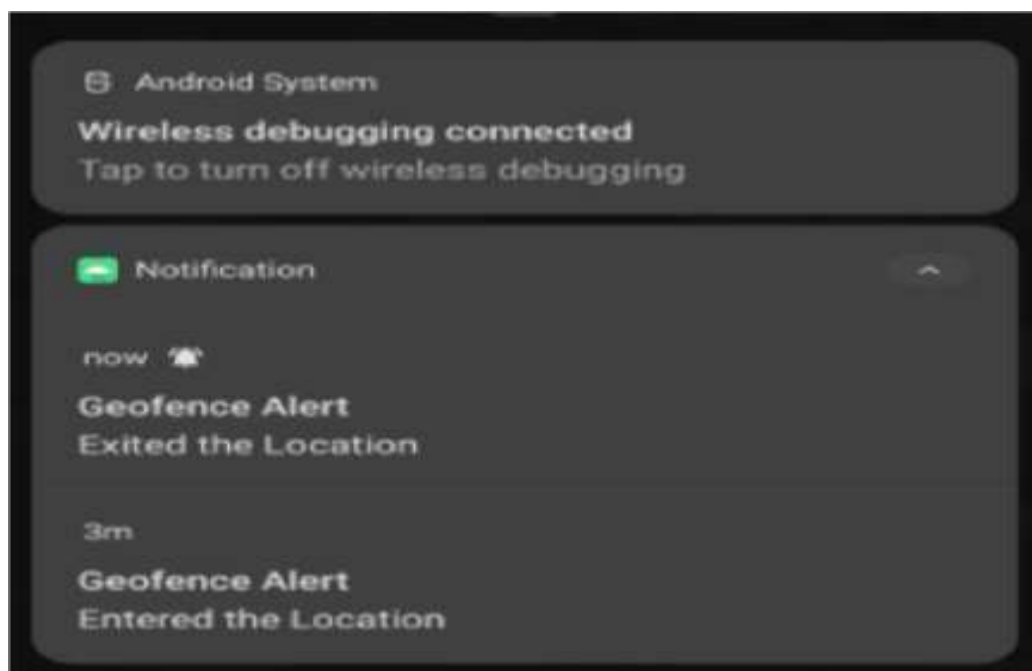 Android System
Wireless debugging connected
Tap to turn off wireless debugging
Notification
now
Geofence Alert
Exited the Location
3m
Geofence Alert
Entered the Location